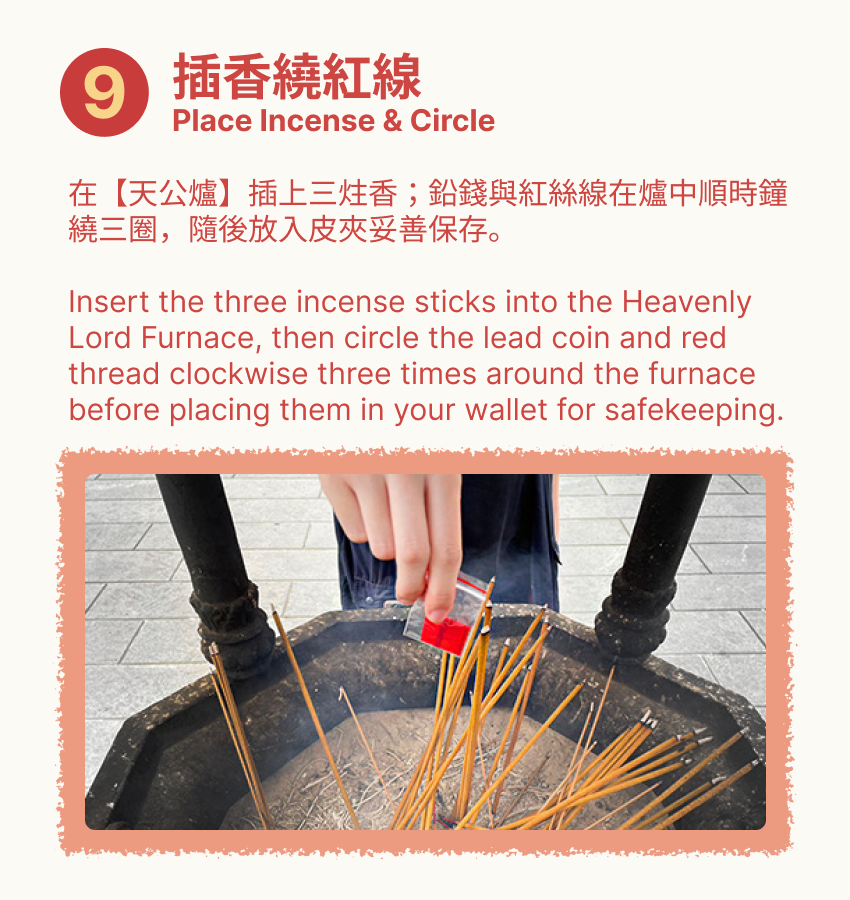 9
插香繞紅線
Place Incense & Circle
在【天公爐】插上三炷香；鉛錢與紅絲線在爐中順時鐘
繞三圈，隨後放入皮夾妥善保存。
Insert the three incense sticks into the Heavenly
Lord Furnace, then circle the lead coin and red
thread clockwise three times around the furnace
before placing them in your wallet for safekeeping.